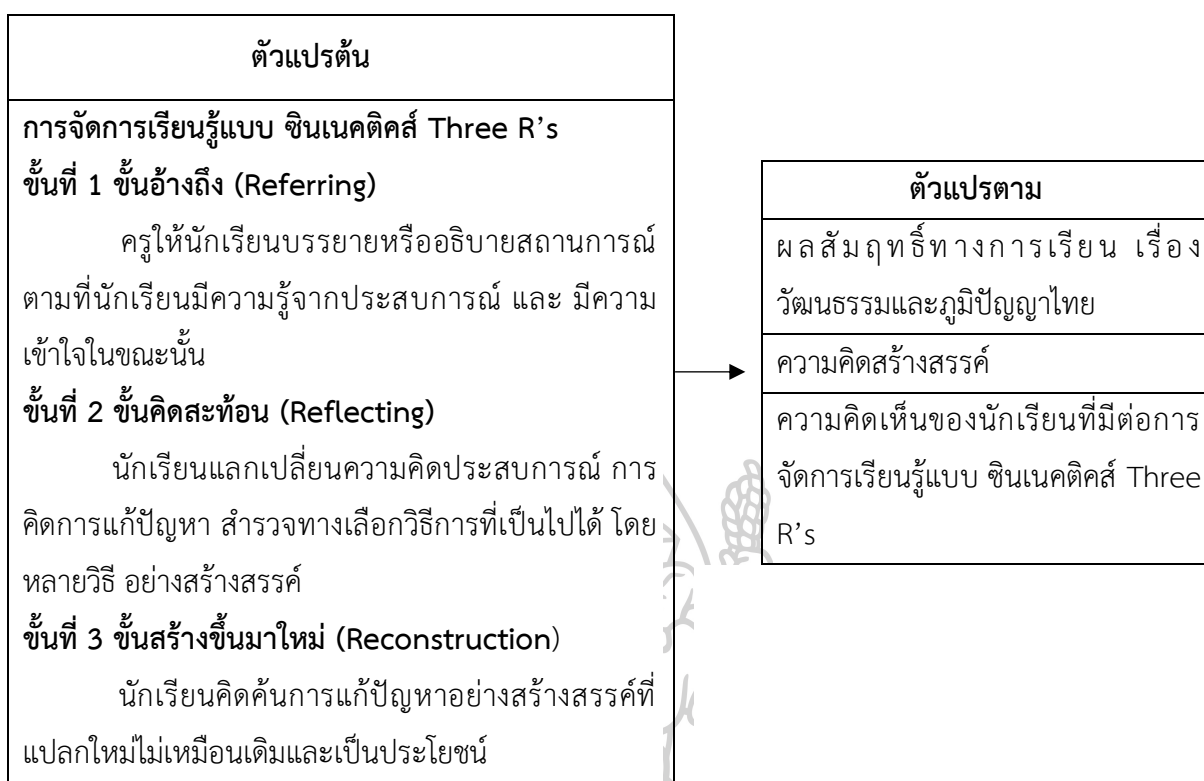 ตัวแปรต้น
การจัดการเรียนรู้แบบ ซินเนคติคส์ Three R’s
ขั้นที่ 1 ขั้นอ้างถึง (Referring)
ครูให้นักเรียนบรรยายหรืออธิบายสถานการณ์
ตามที่นักเรียนมีความรู้จากประสบการณ์ และ มีความ
เข้าใจในขณะนั้น
ขั้นที่ 2 ขั้นคิดสะท้อน (Reflecting)
นักเรียนแลกเปลี่ยนความคิดประสบการณ์ การ
คิดการแก้ปัญหา สำรวจทางเลือกวิธีการที่เป็นไปได้ โดย
หลายวิธี อย่างสร้างสรรค์
ขั้นที่ 3 ขั้นสร้างขึ้นมาใหม่ (Reconstruction)
นักเรียนคิดค้นการแก้ปัญหาอย่างสร้างสรรค์ที่
แปลกใหม่ไม่เหมือนเดิมและเป็นประโยชน์
ตัวแปรตาม
ผลสัมฤทธิ์ทางการเรียน เรื่อง
วัฒนธรรมและภูมิปัญญาไทย
ความคิดสร้างสรรค์
ความคิดเห็นของนักเรียนที่มีต่อการ
จัดการเรียนรู้แบบ ซินเนคติคส์ Three
R’s